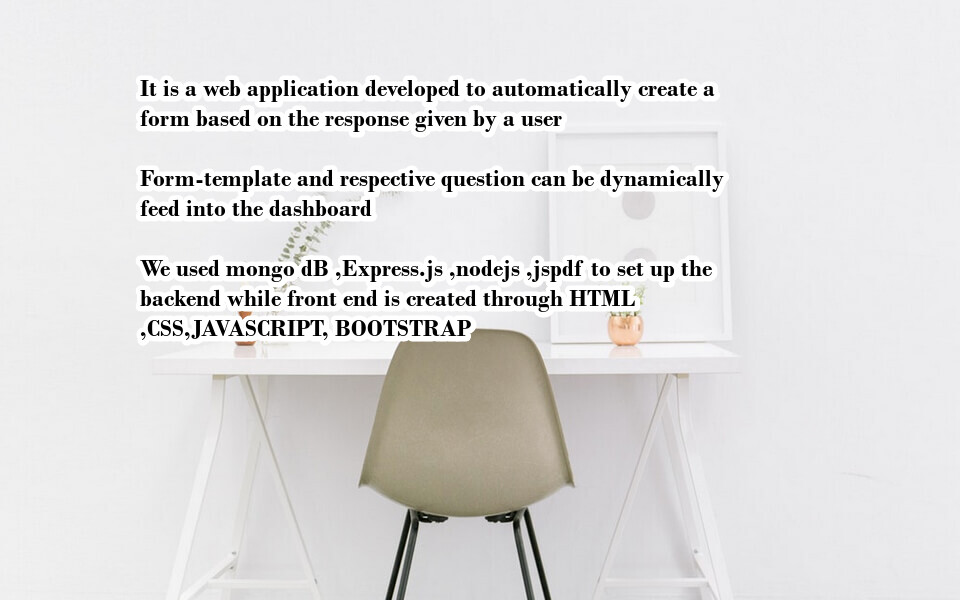 It is a web application developed to automatically create a
form based on the response given by a user
Form-template and respective question can be dynamically
feed into the dashboard
We used mongo dB ,Express.js ,nodejs ,jspdf to set up the
backend while front end is created through HTML
,CSS,JAVASCRIPT, BOOTSTRAP